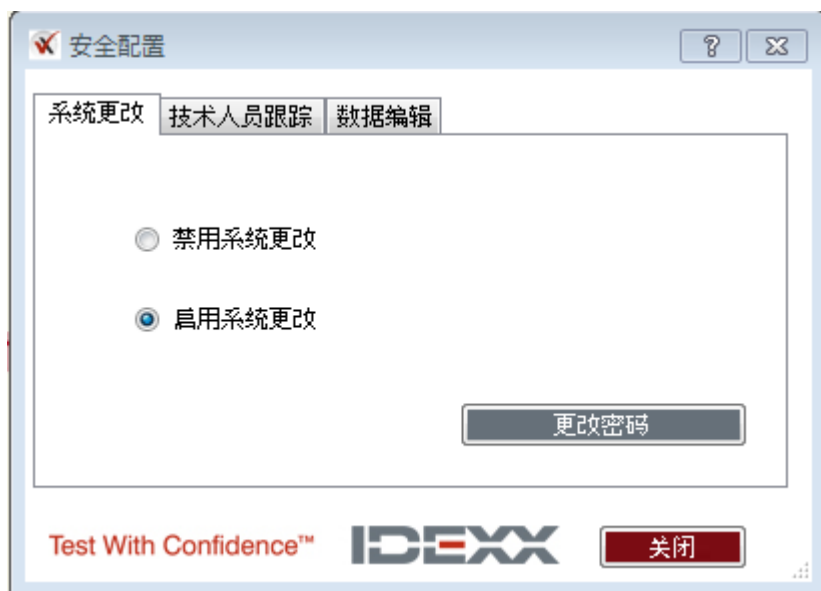 安全配置
系统更改 技术人员跟踪 数据编辑
禁用系统更改
启用系统更改
更改密码
Test With Confidence™ IDEXX 关闭